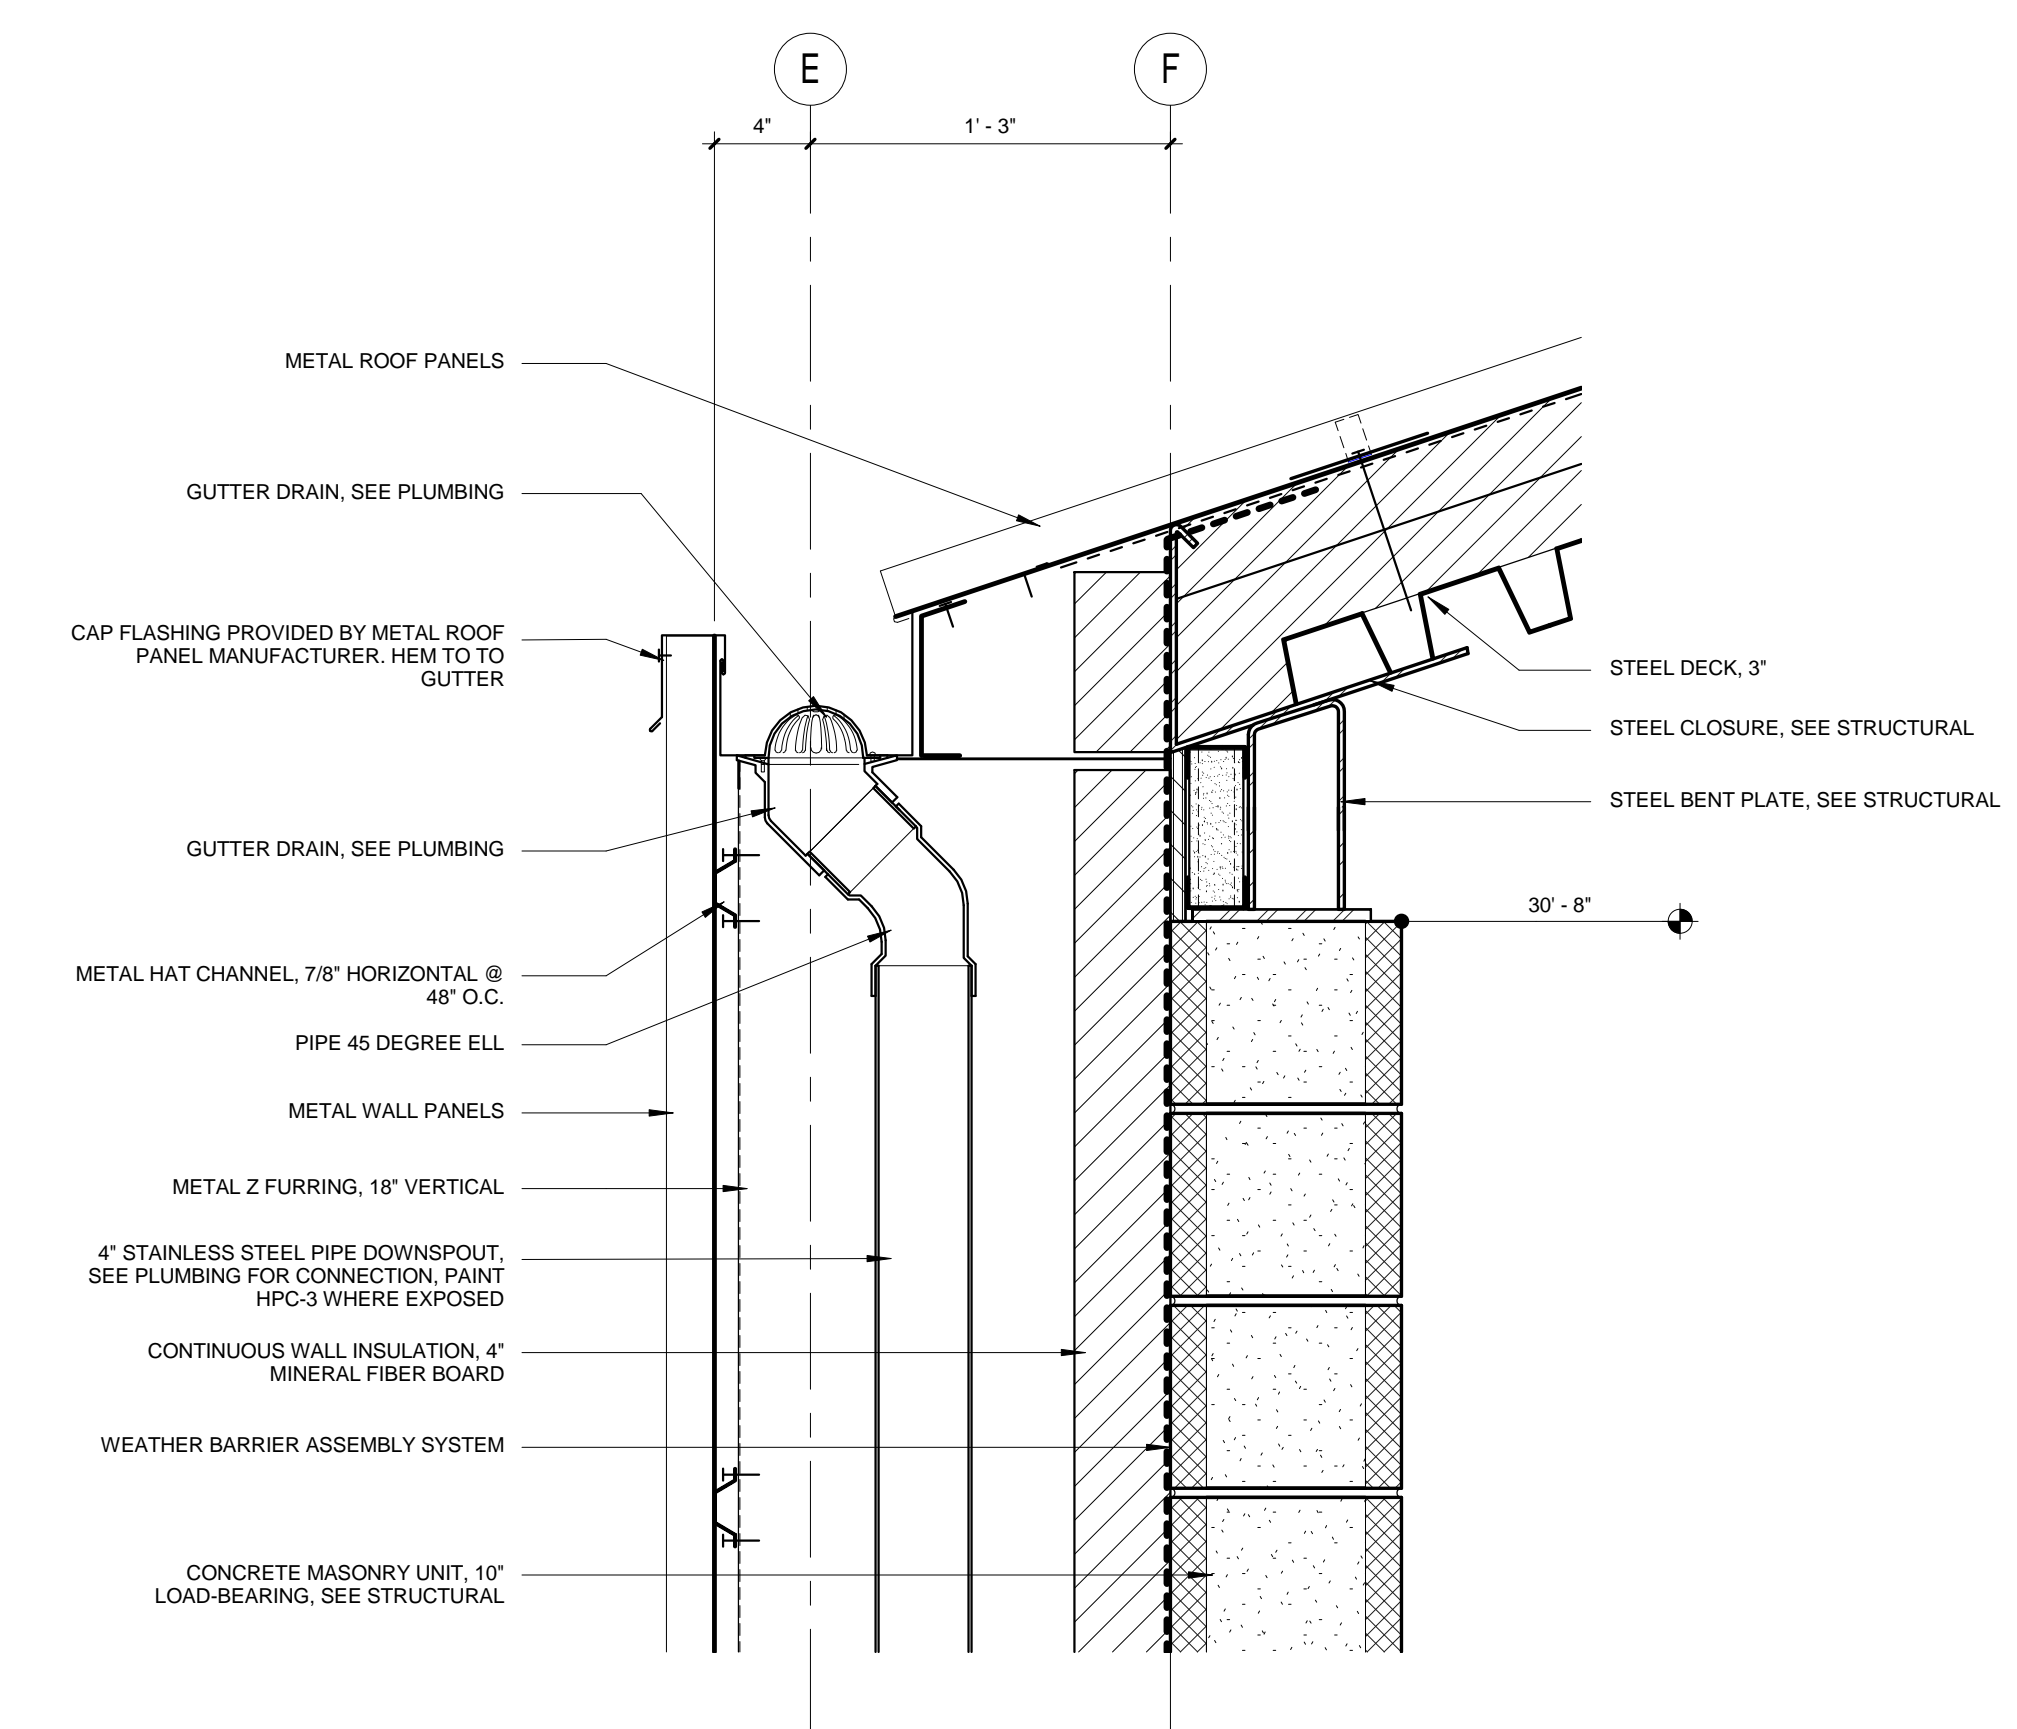 E
F
4"
1' - 3"
METAL ROOF PANELS
GUTTER DRAIN, SEE PLUMBING
CAP FLASHING PROVIDED BY METAL ROOF
PANEL MANUFACTURER. HEM TO TO
GUTTER
GUTTER DRAIN, SEE PLUMBING
METAL HAT CHANNEL, 7/8" HORIZONTAL @
48" O.C.
PIPE 45 DEGREE ELL
METAL WALL PANELS
METAL Z FURRING, 18" VERTICAL
4" STAINLESS STEEL PIPE DOWNSPOUT,
SEE PLUMBING FOR CONNECTION, PAINT
HPC-3 WHERE EXPOSED
CONTINUOUS WALL INSULATION, 4"
MINERAL FIBER BOARD
WEATHER BARRIER ASSEMBLY SYSTEM
CONCRETE MASONRY UNIT, 10"
LOAD-BEARING, SEE STRUCTURAL
STEEL DECK, 3"
STEEL CLOSURE, SEE STRUCTURAL
STEEL BENT PLATE, SEE STRUCTURAL
30' - 8"